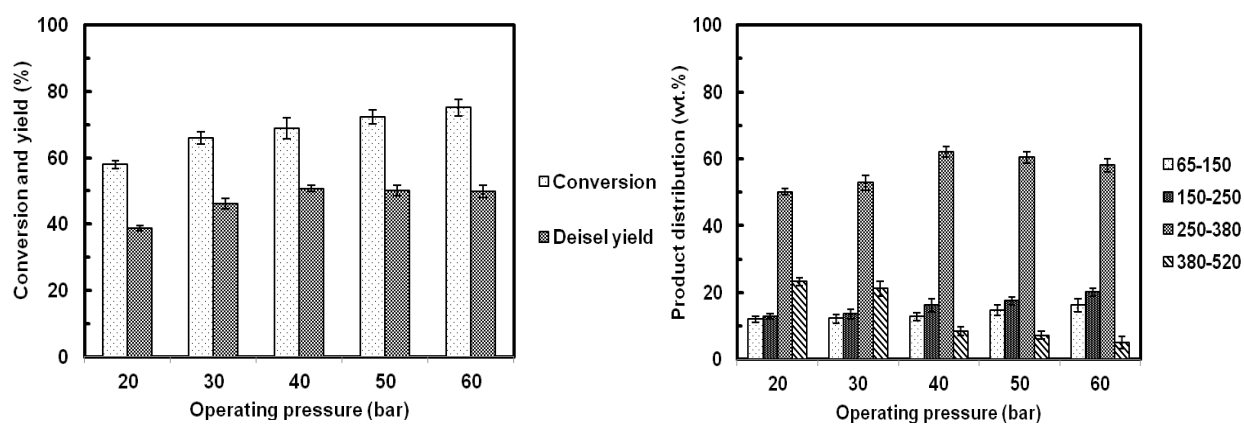 Conversion and yield (%)
100
80
60
40
20
0
20 30 40 50 60
Operating pressure (bar)
Conversion
Deisel yield
Product distribution (wt.%)
100
80
60
40
20
0
20 30 40 50 60
Operating pressure (bar)
65-150
150-250
250-380
380-520